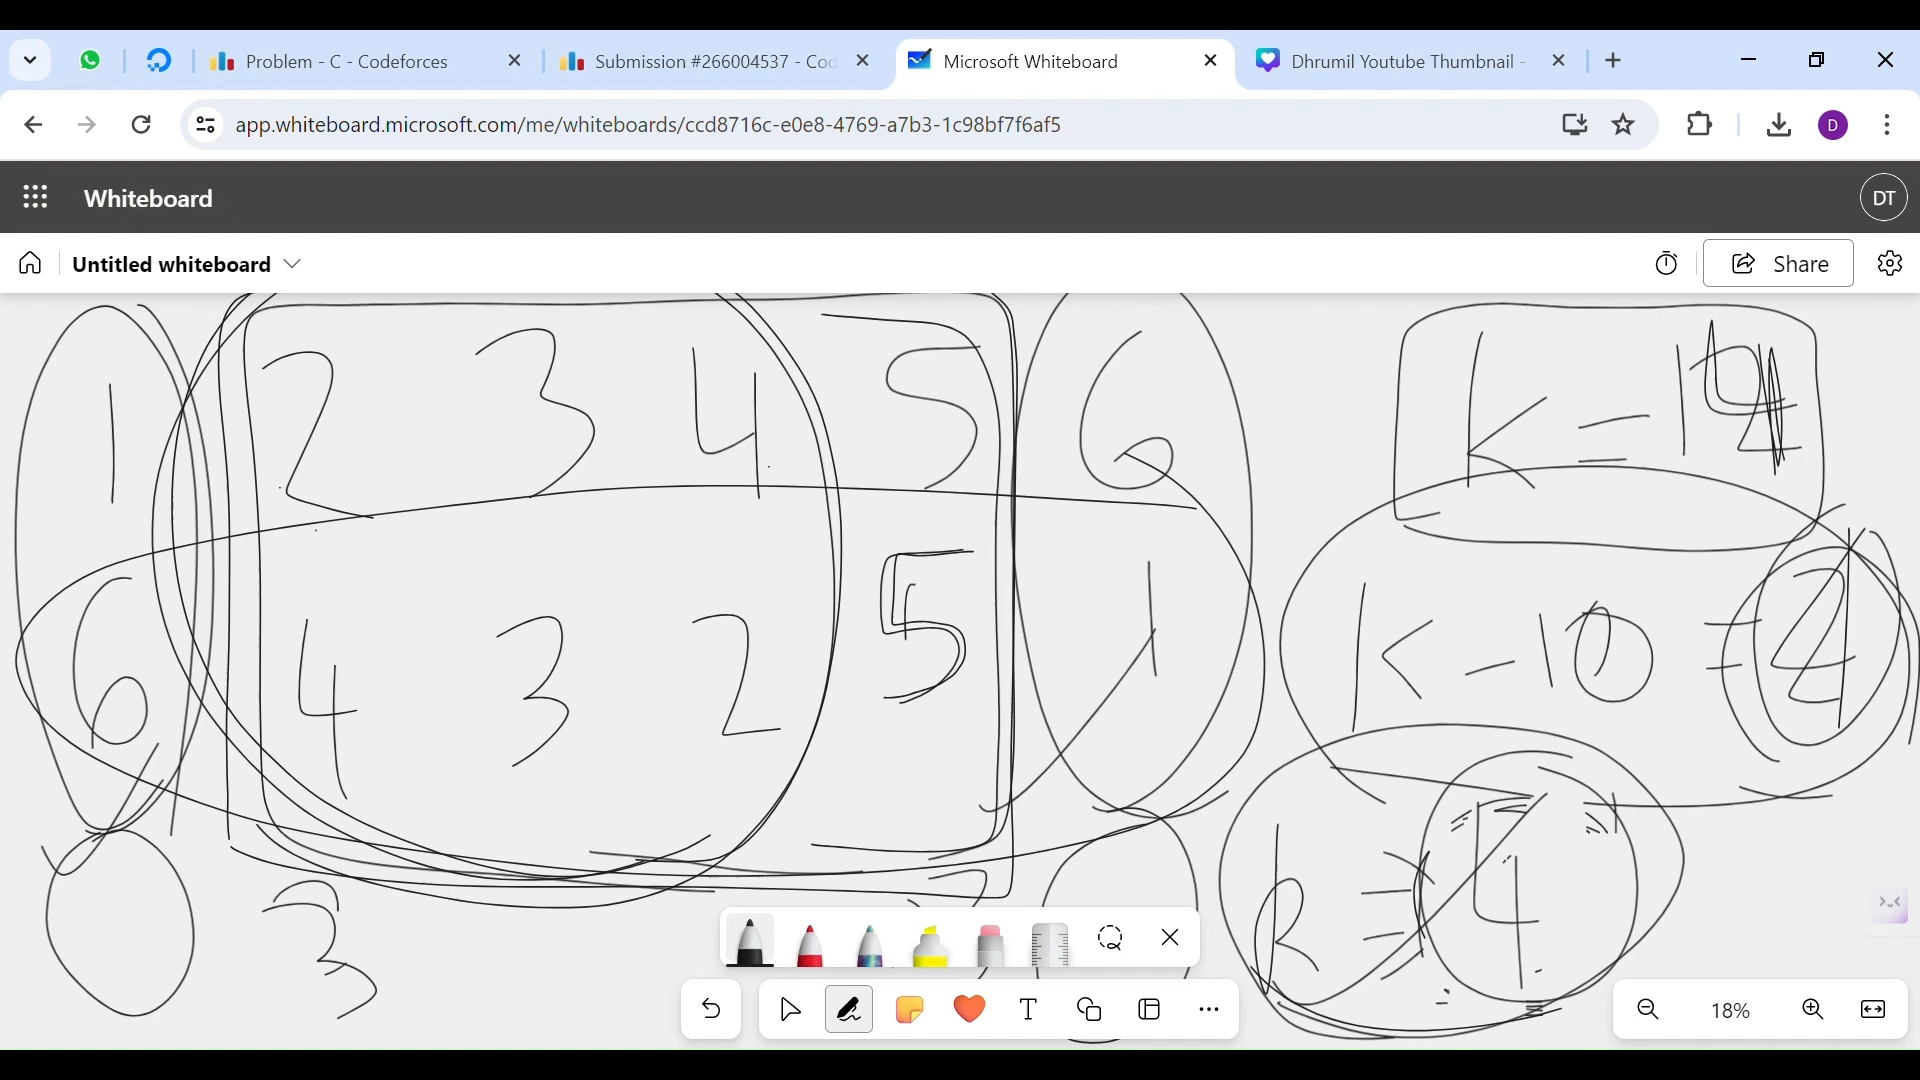 Problem - C - Codeforces
Submission #266004537 - Cod
Microsoft Whiteboard
Dhrumil Youtube Thumbnail -
app.whiteboard.microsoft.com/me/whiteboards/ccd8716c-e0e8-4769-a7b3-1c98bf7f6af5
D
Whiteboard
DT
Untitled whiteboard
Share
1 2 3 4 5 6
K = 14
6 4 3 2 5 1
K - 10 =
k = 4
3
T
18%